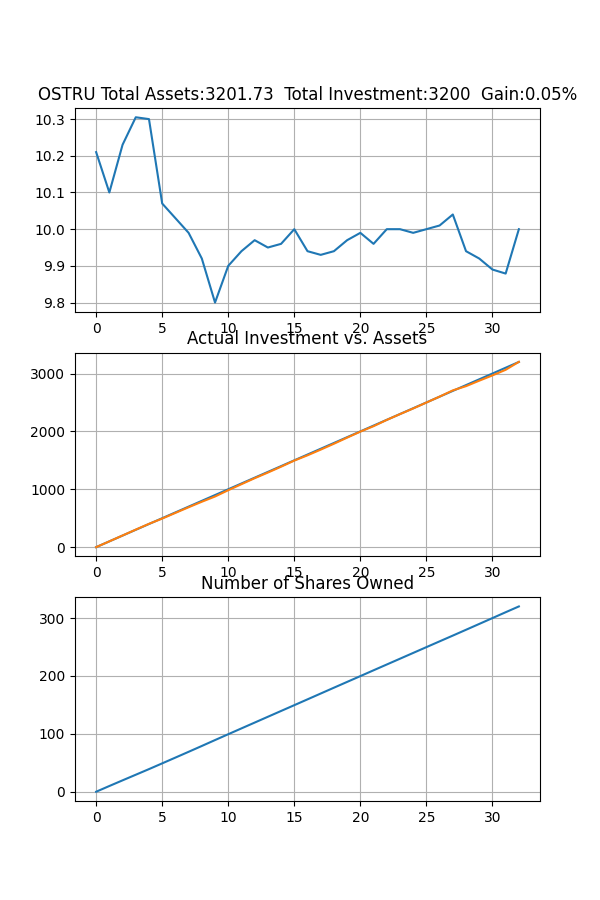 OSTRU Total Assets:3201.73  Total Investment:3200  Gain:0.05%
10.3
10.2
10.1
10.0
9.9
9.8
0 5 10 15 20 25 30
Actual Investment vs. Assets
3000
2000
1000
0
0 5 10 15 20 25 30
Number of Shares Owned
300
200
100
0
0 5 10 15 20 25 30